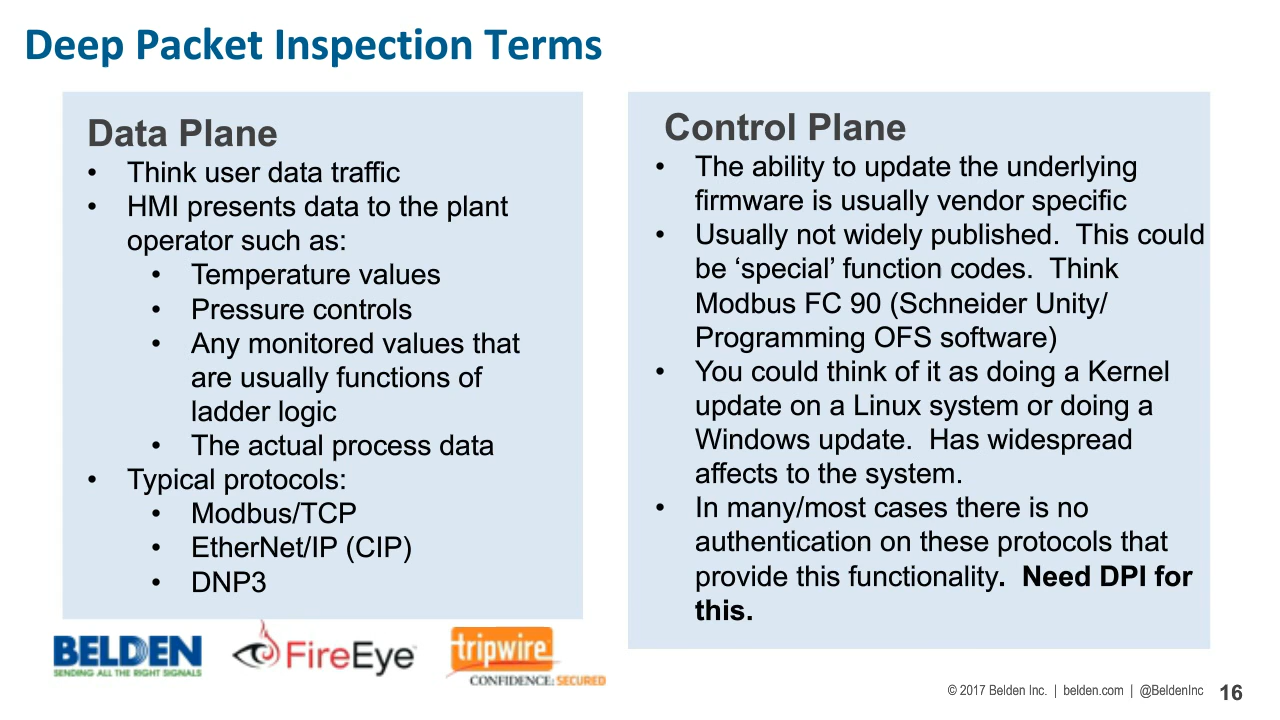 Deep Packet Inspection Terms
Data Plane
• Think user data traffic
• HMI presents data to the plant
operator such as:
• Temperature values
• Pressure controls
• Any monitored values that
are usually functions of
ladder logic
• The actual process data
• Typical protocols:
• Modbus/TCP
• EtherNet/IP (CIP)
• DNP3
Control Plane
• The ability to update the underlying
firmware is usually vendor specific
• Usually not widely published.  This could
be ‘special’ function codes.  Think
Modbus FC 90 (Schneider Unity/
Programming OFS software)
• You could think of it as doing a Kernel
update on a Linux system or doing a
Windows update.  Has widespread
affects to the system.
• In many/most cases there is no
authentication on these protocols that
provide this functionality.  Need DPI for
this.
BELDEN
SENDING ALL THE RIGHT SIGNALS
FireEye
tripwire
CONFIDENCE: SECURED
© 2017 Belden Inc. | belden.com | @BeldenInc 16